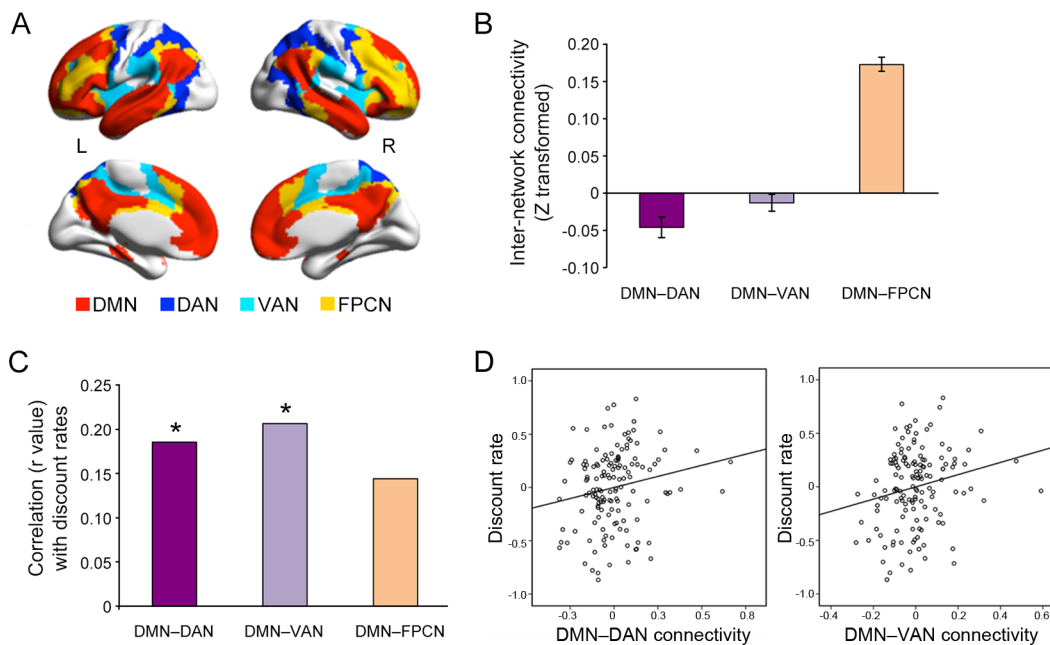 A
L
R
DMN DAN VAN FPCN
B
Inter-network connectivity
(Z transformed)
0.20
0.15
0.10
0.05
0
-0.05
-0.10
DMN–DAN DMN–VAN DMN–FPCN
C
Correlation (r value)
with discount rates
0.25
0.20
0.15
0.10
0.05
0
* *
DMN–DAN DMN–VAN DMN–FPCN
D
Discount rate
1.0
0.5
0
-0.5
-1.0
-0.3 0 0.3 0.5 0.8
DMN–DAN connectivity
Discount rate
1.0
0.5
0
-0.5
-1.0
-0.4 -0.2 0 0.2 0.4 0.6
DMN–VAN connectivity